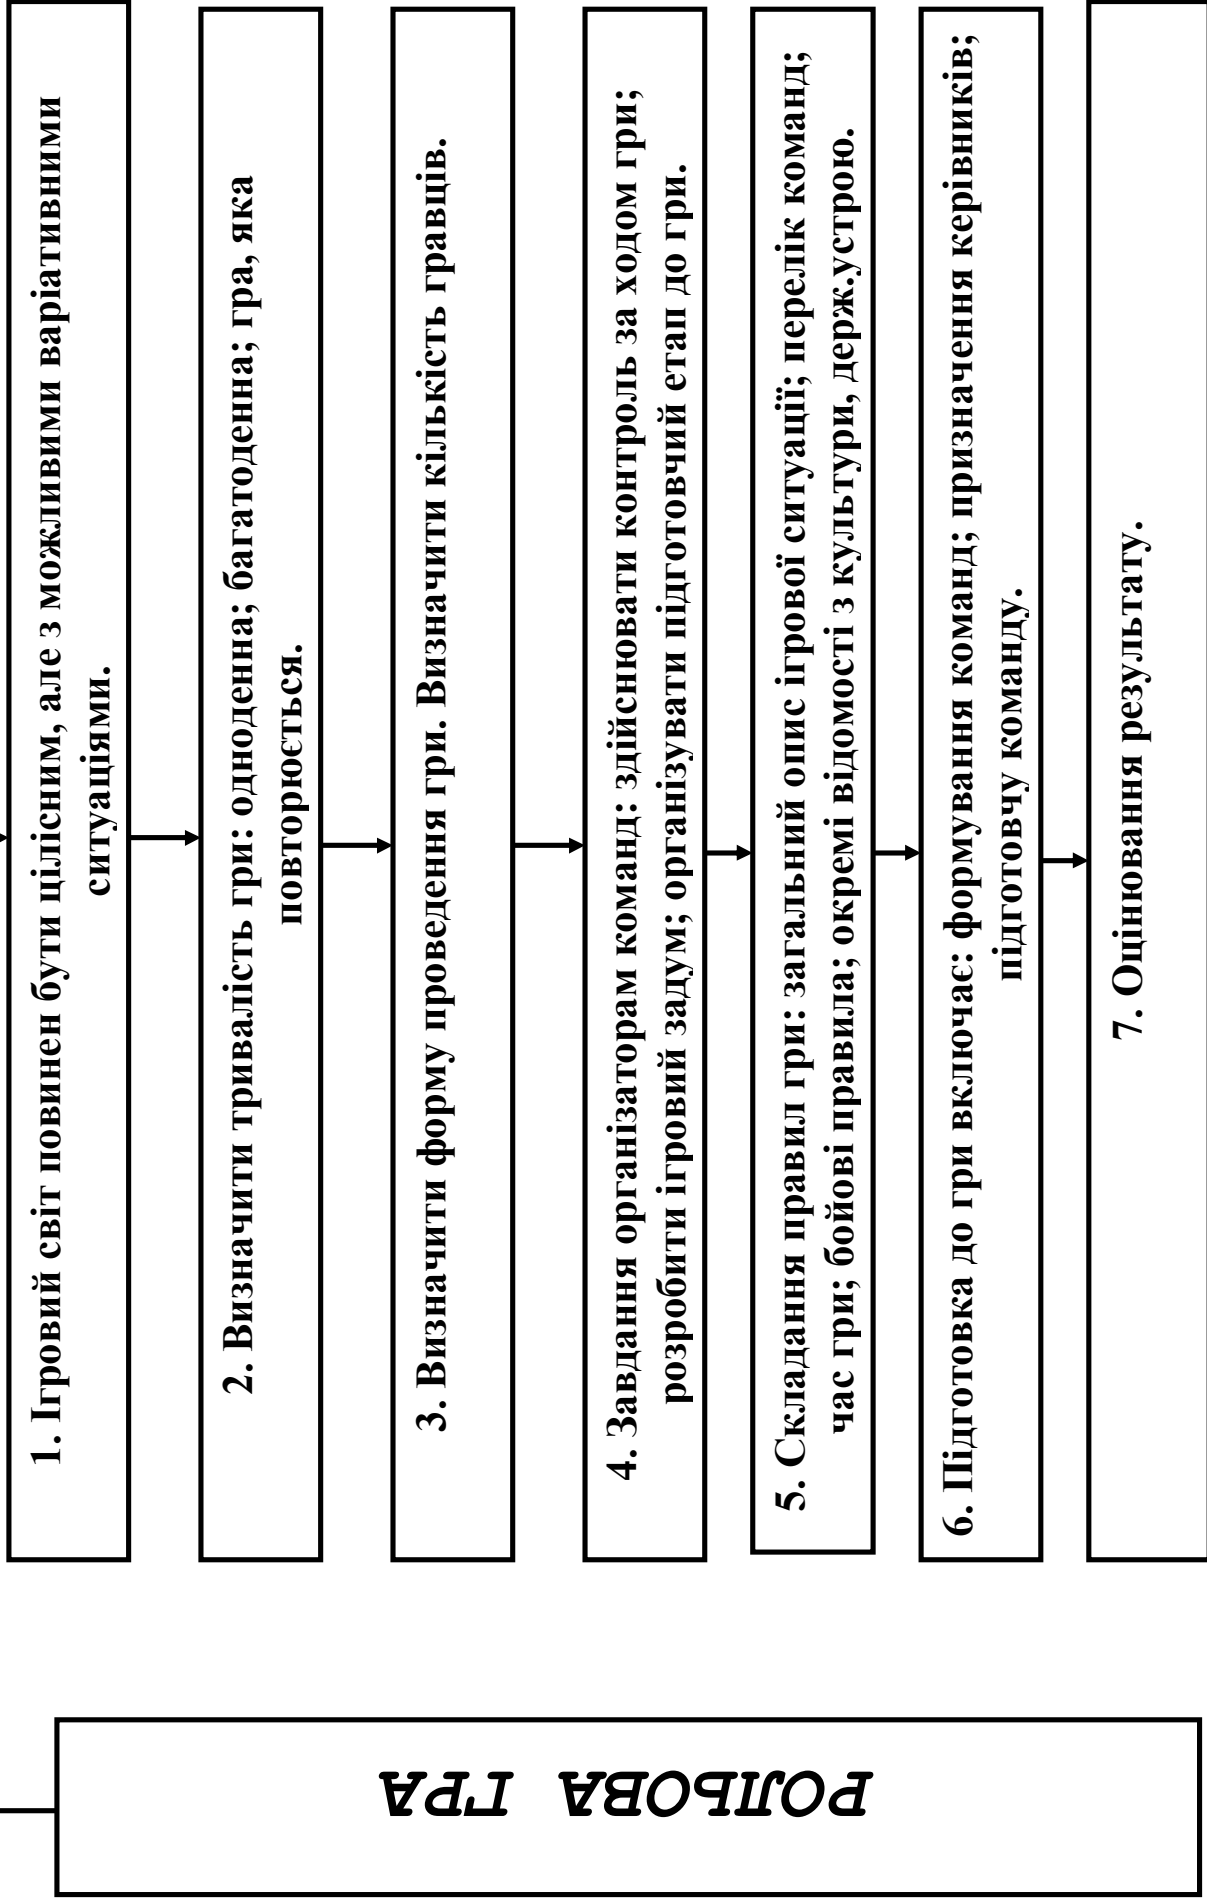 РОЛЬОВА ГРА
1. Ігровий світ повинен бути цілісним, але з можливими варіативними
ситуаціями.
2. Визначити тривалість гри: одноденна; багатоденна; гра, яка
повторюється.
3. Визначити форму проведення гри. Визначити кількість гравців.
4. Завдання організаторам команд: здійснювати контроль за ходом гри;
розробити ігровий задум; організувати підготовчий етап до гри.
5. Складання правил гри: загальний опис ігрової ситуації; перелік команд;
час гри; бойові правила; окремі відомості з культури, держ.устрою.
6. Підготовка до гри включає: формування команд; призначення керівників;
підготовчу команду.
7. Оцінювання результату.